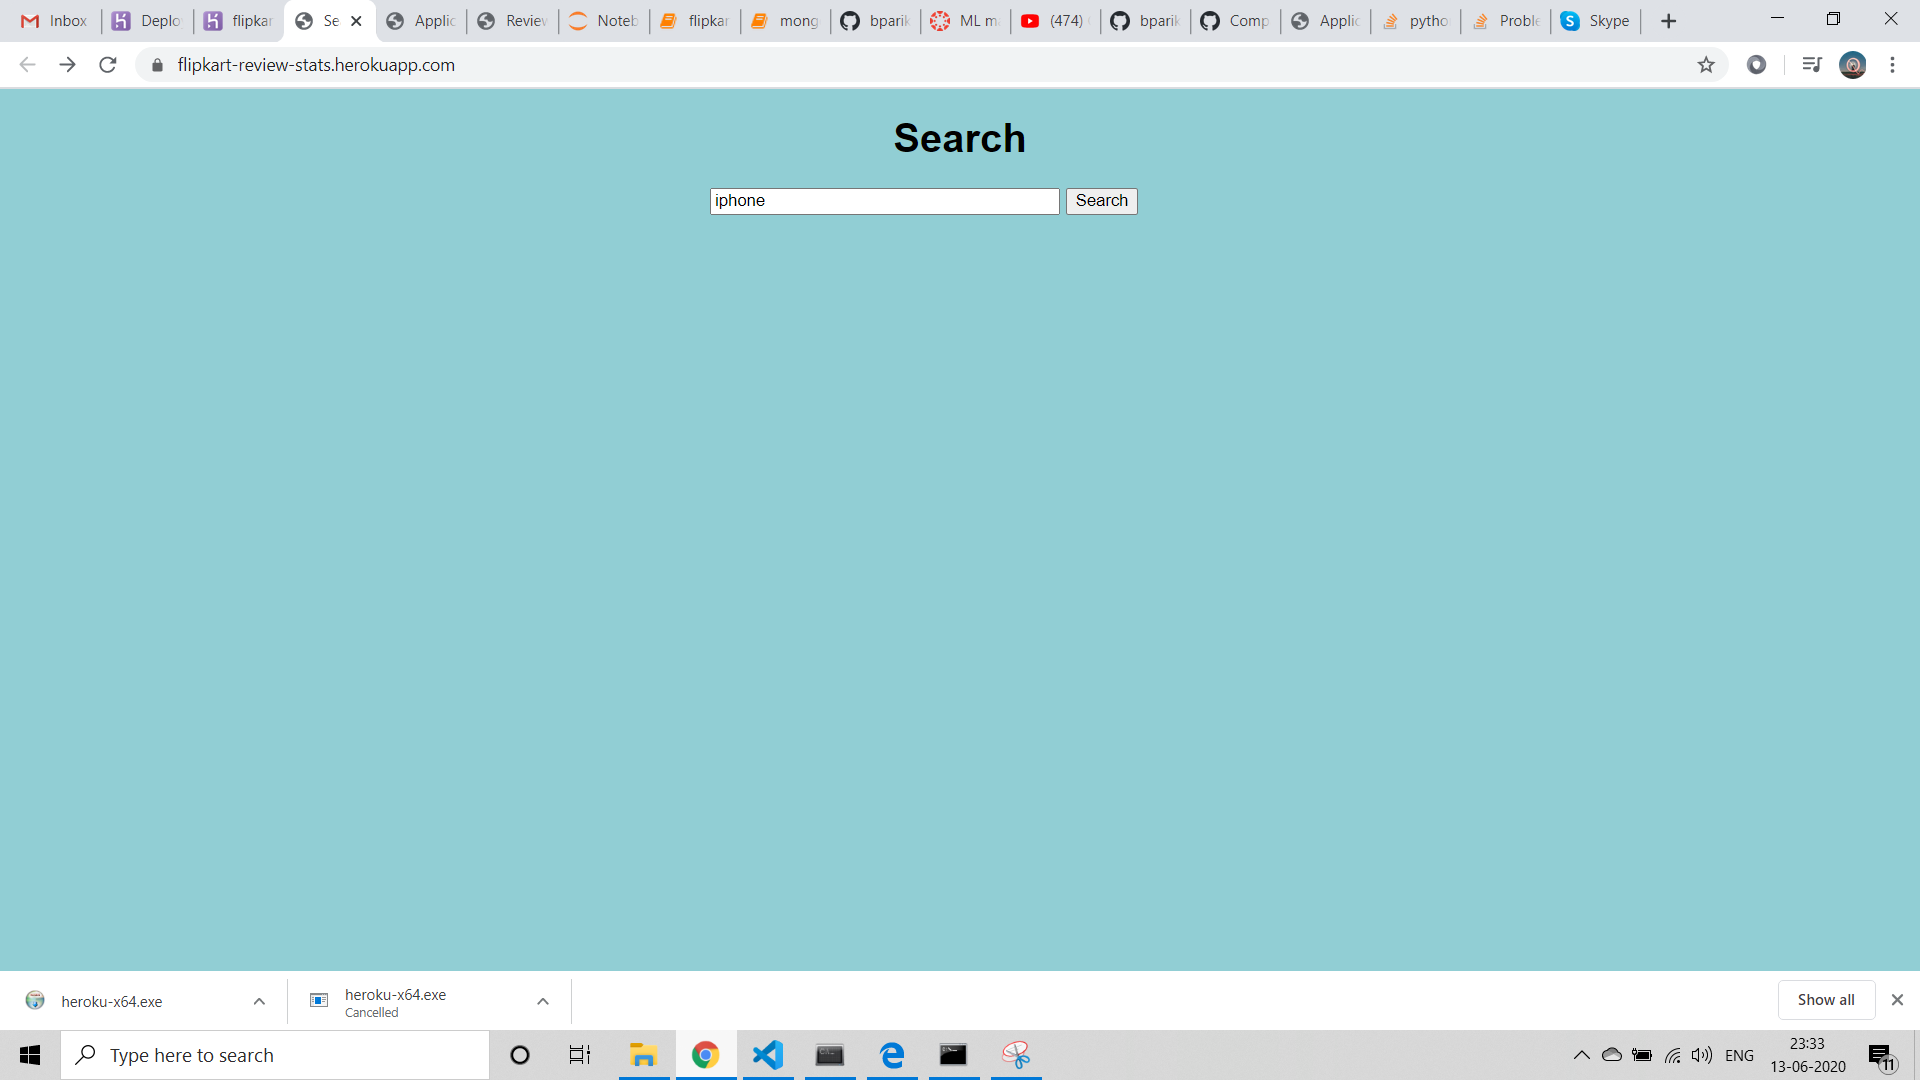 Inbox
Deplo
flipkar
Se
Applic
Review
Noteb
flipkar
mong
bparik
ML m
(474)
bparik
Comp
Applic
pytho
Proble
Skype
flipkart-review-stats.herokuapp.com
Search
iphone
Search
heroku-x64.exe
heroku-x64.exe
Cancelled
Show all
Type here to search
ENG
23:33
13-06-2020
11